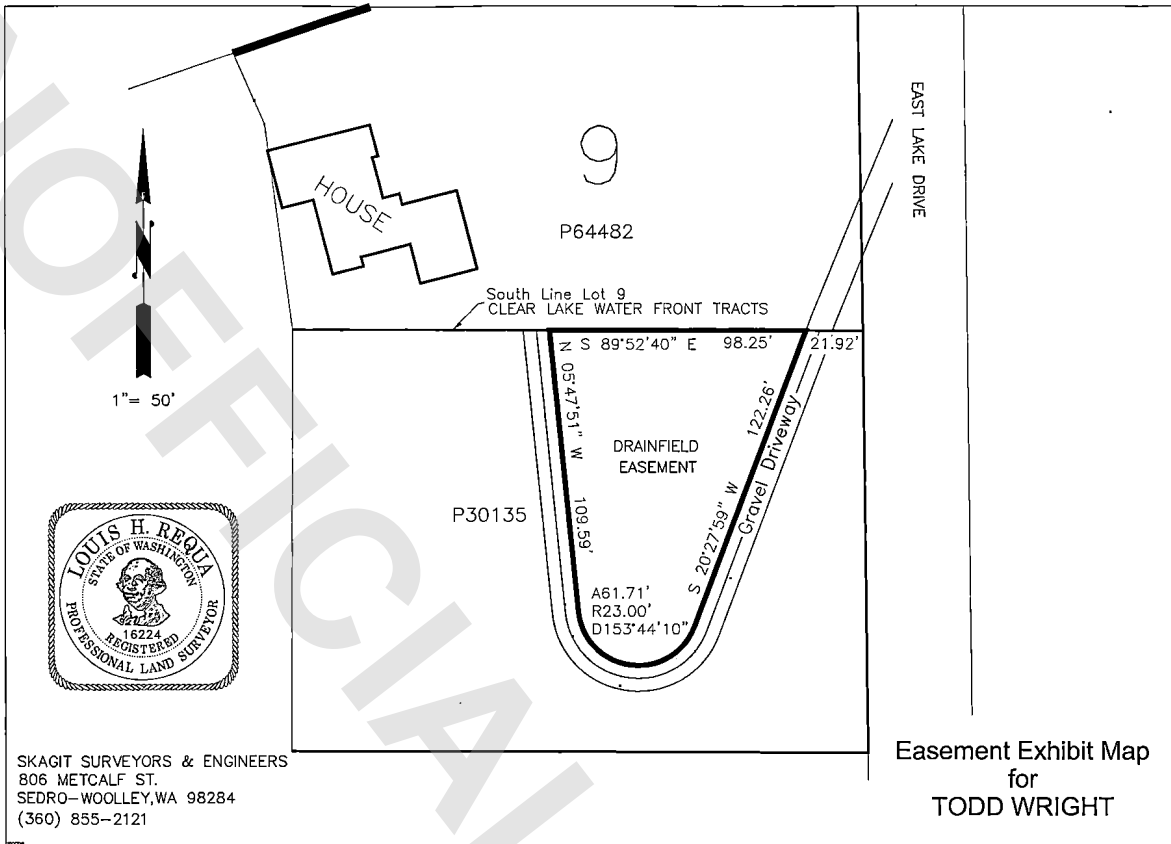 EAST LAKE DRIVE
9
HOUSE
P64482
South Line Lot 9
CLEAR LAKE WATER FRONT TRACTS
N
1"= 50'
S 89°52'40" E 98.25' 21.92'
N 05°47'51" W 109.59'
122.26'
S 20°27'59" W
Gravel Driveway
DRAINFIELD
EASEMENT
P30135
A61.71'
R23.00'
D153°44'10"
LOUIS H. REQUA
STATE OF WASHINGTON
16224
REGISTERED
PROFESSIONAL LAND SURVEYOR
SKAGIT SURVEYORS & ENGINEERS
806 METCALF ST.
SEDRO-WOOLLEY,WA 98284
(360) 855-2121
Easement Exhibit Map
for
TODD WRIGHT
UNOFFICIAL